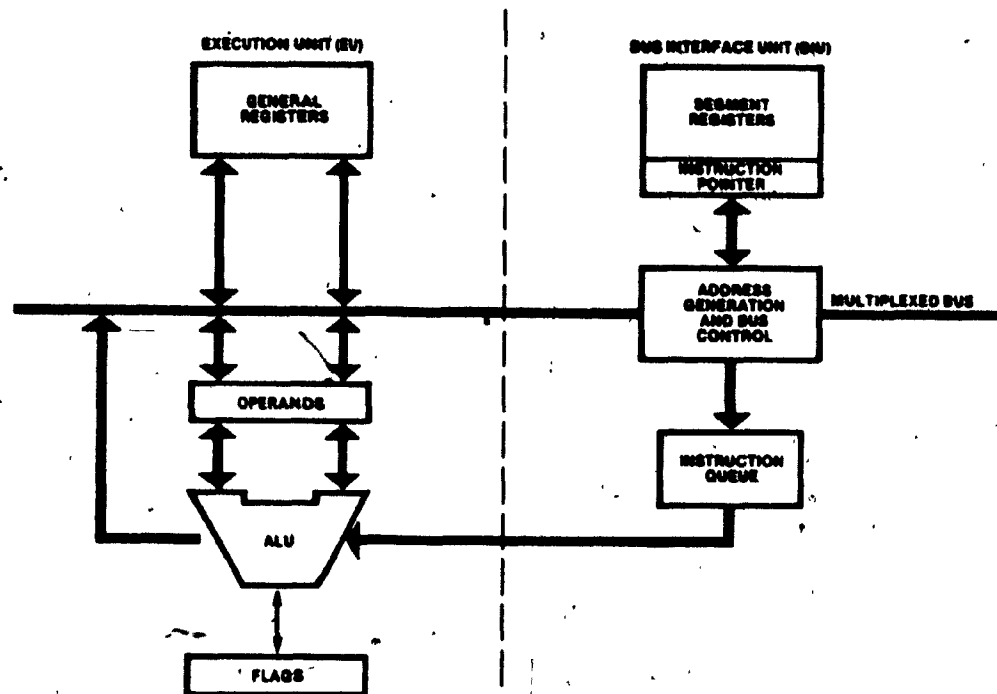 EXECUTION UNIT (EU)
BUS INTERFACE UNIT (BIU)
GENERAL
REGISTERS
SEGMENT
REGISTERS
INSTRUCTION
POINTER
ADDRESS
GENERATION
AND BUS
CONTROL
MULTIPLEXED BUS
OPERANDS
INSTRUCTION
QUEUE
ALU
FLAGS